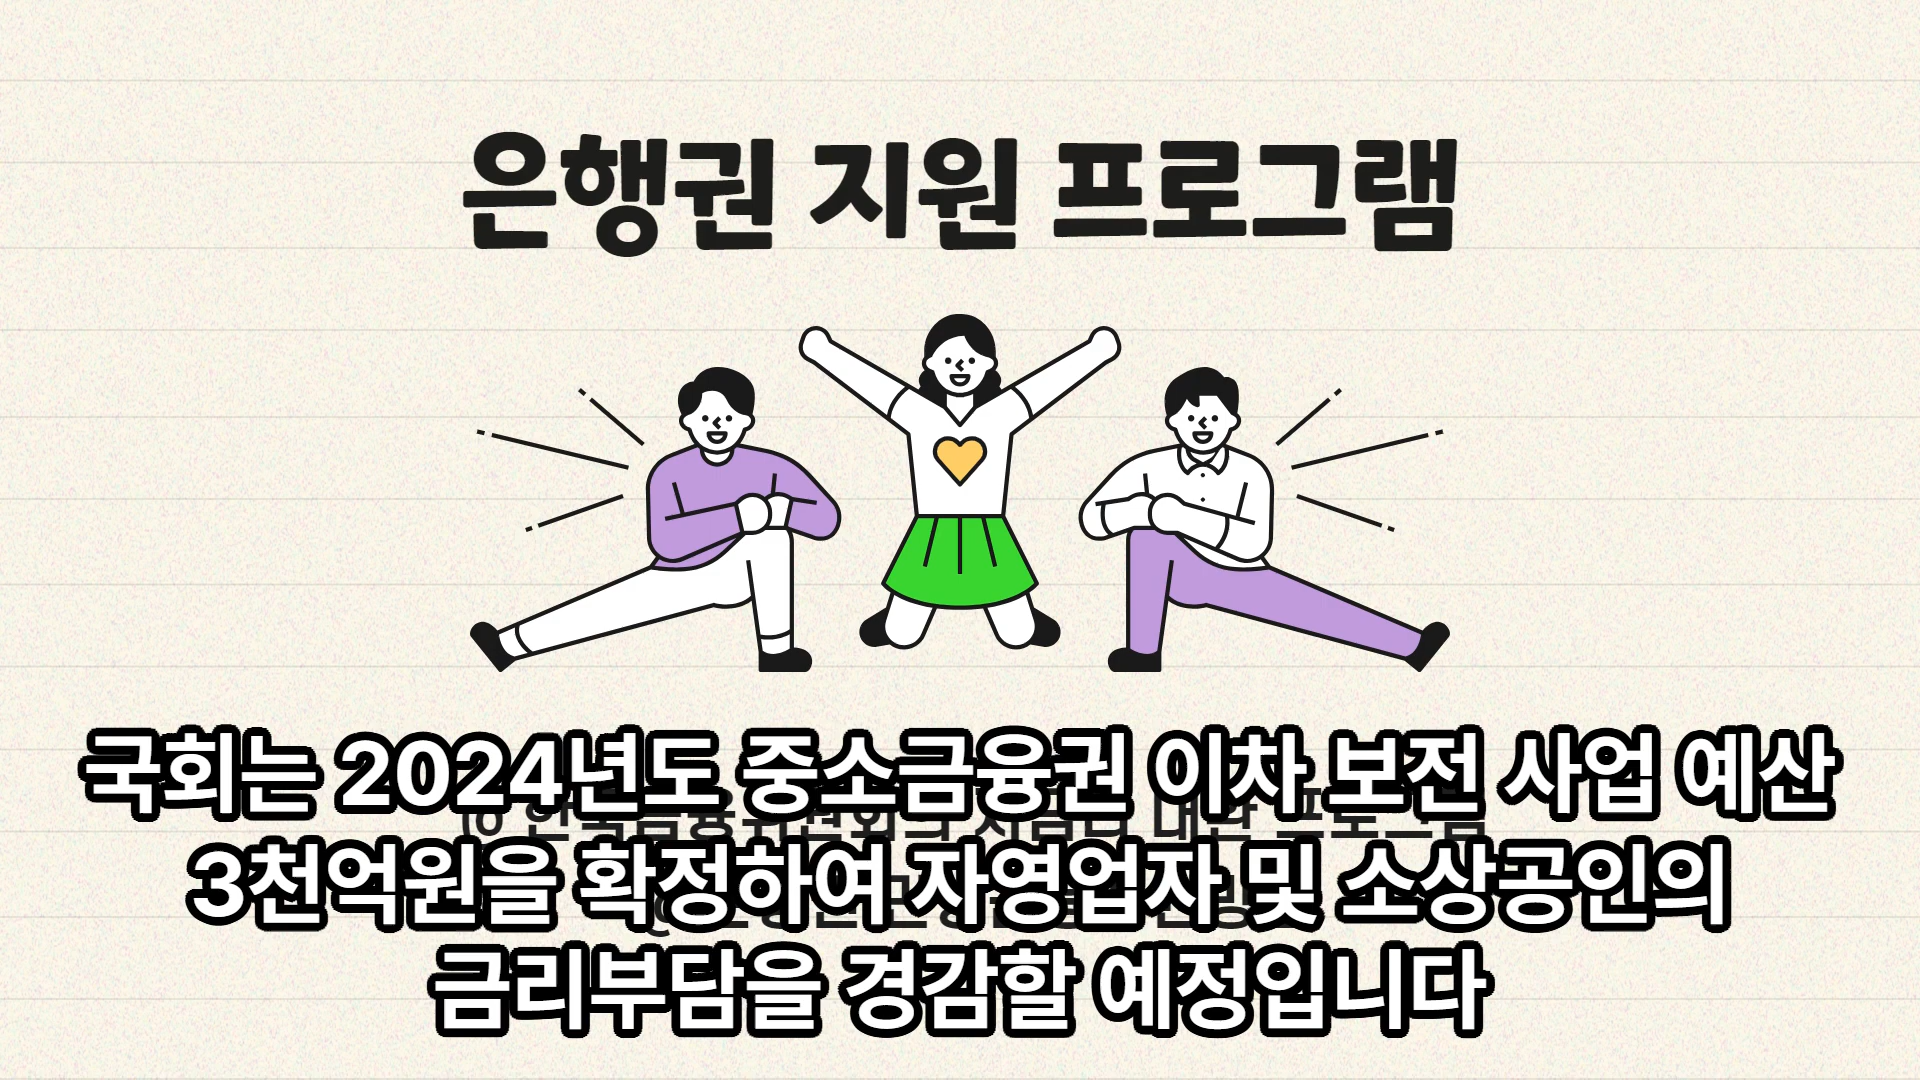 은행권 지원 프로그램
국회는 2024년도 중소금융권 이차 보전 사업 예산
3천억원을 확정하여 자영업자 및 소상공인의
금리부담을 경감할 예정입니다